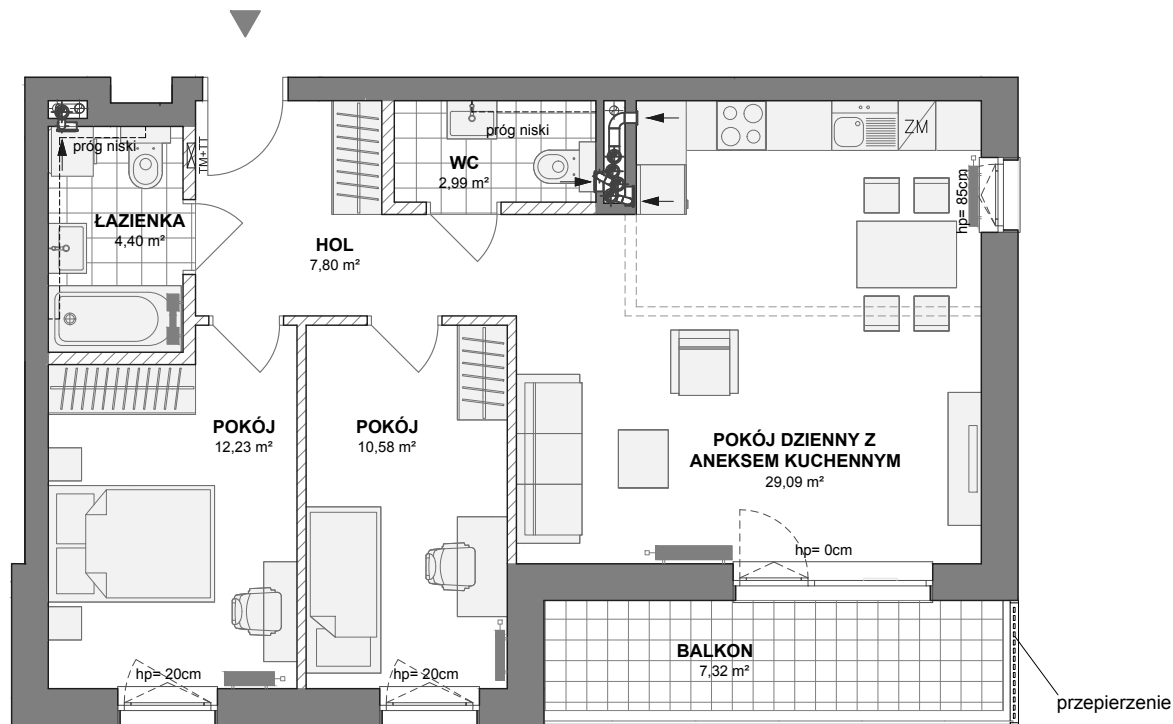 próg niski
TM+TT
ŁAZIENKA
4,40 m²
próg niski
WC
2,99 m²
ZM
hp= 85cm
HOL
7,80 m²
POKÓJ
12,23 m²
POKÓJ
10,58 m²
POKÓJ DZIENNY Z
ANEKSEM KUCHENNYM
29,09 m²
hp= 0cm
hp= 20cm
hp= 20cm
BALKON
7,32 m²
przepierzenie